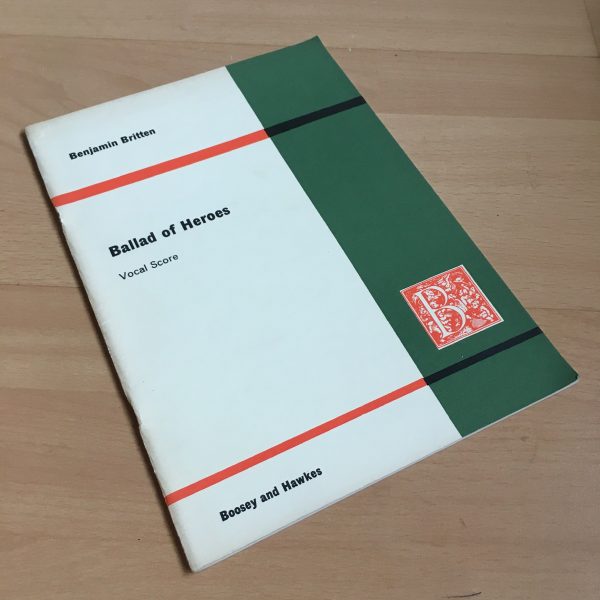 Benjamin Britten
Ballad of Heroes
Vocal Score
B
Boosey and Hawkes